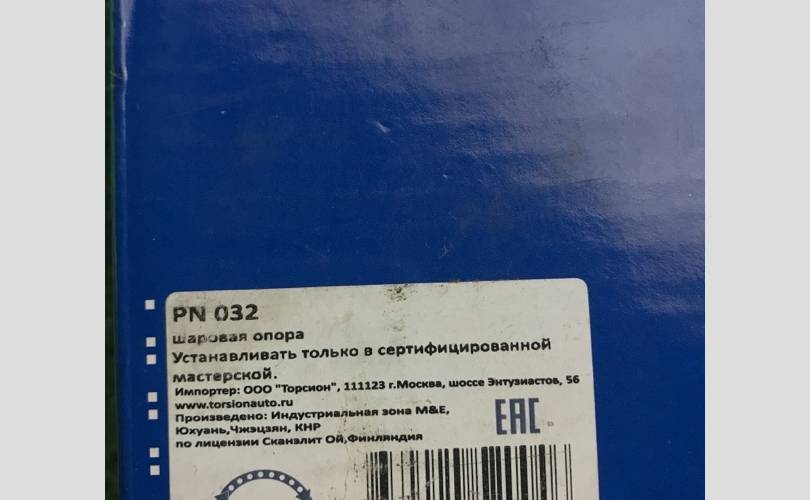 PN 032
шаровая опора
Устанавливать только в сертифицированной
мастерской.
Импортер: ООО "Торсион", 111123 г.Москва, шоссе Энтузиастов, 56
www.torsionauto.ru
Произведено: Индустриальная зона M&E,
Юхуань,Чжэцзян, КНР
по лицензии Сканэлит Ой,Финляндия
EAC